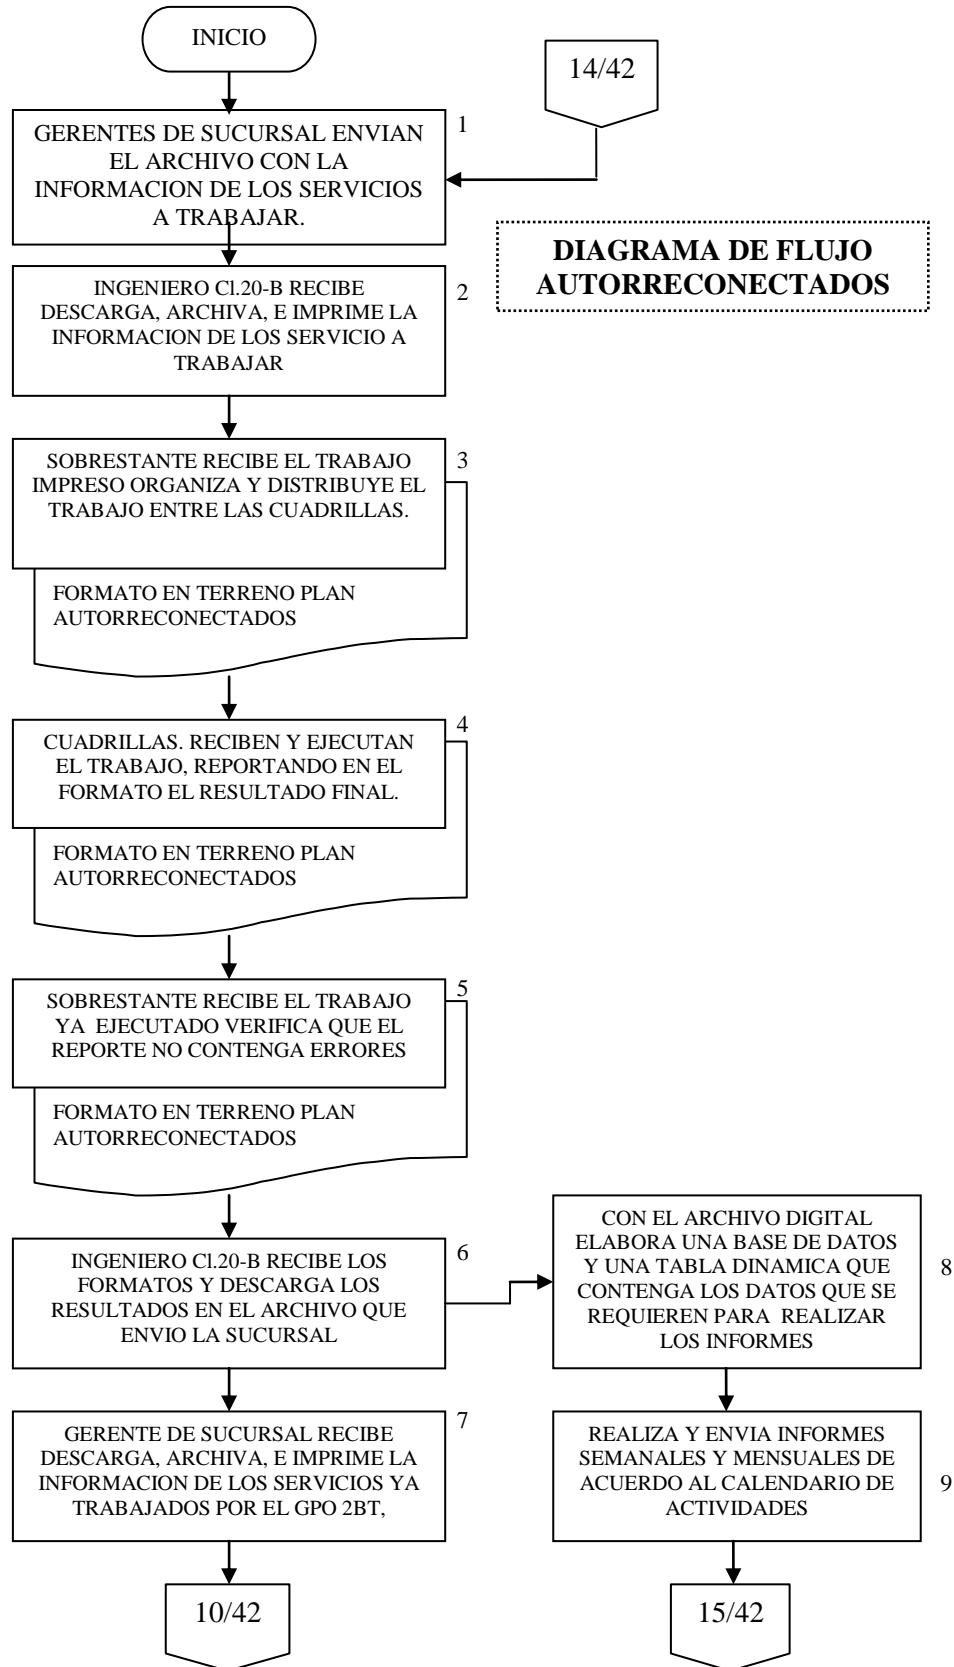 INICIO
14/42
1
GERENTES DE SUCURSAL ENVIAN
EL ARCHIVO CON LA
INFORMACION DE LOS SERVICIOS
A TRABAJAR.
DIAGRAMA DE FLUJO
AUTORRECONECTADOS
2
INGENIERO Cl.20-B RECIBE
DESCARGA, ARCHIVA, E IMPRIME LA
INFORMACION DE LOS SERVICIO A
TRABAJAR
3
SOBRESTANTE RECIBE EL TRABAJO
IMPRESO ORGANIZA Y DISTRIBUYE EL
TRABAJO ENTRE LAS CUADRILLAS.
FORMATO EN TERRENO PLAN
AUTORRECONECTADOS
4
CUADRILLAS. RECIBEN Y EJECUTAN
EL TRABAJO, REPORTANDO EN EL
FORMATO EL RESULTADO FINAL.
FORMATO EN TERRENO PLAN
AUTORRECONECTADOS
5
SOBRESTANTE RECIBE EL TRABAJO
YA EJECUTADO VERIFICA QUE EL
REPORTE NO CONTENGA ERRORES
FORMATO EN TERRENO PLAN
AUTORRECONECTADOS
6
INGENIERO Cl.20-B RECIBE LOS
FORMATOS Y DESCARGA LOS
RESULTADOS EN EL ARCHIVO QUE
ENVIO LA SUCURSAL
CON EL ARCHIVO DIGITAL
ELABORA UNA BASE DE DATOS
Y UNA TABLA DINAMICA QUE
CONTENGA LOS DATOS QUE SE
REQUIEREN PARA REALIZAR
LOS INFORMES
8
7
GERENTE DE SUCURSAL RECIBE
DESCARGA, ARCHIVA, E IMPRIME LA
INFORMACION DE LOS SERVICIOS YA
TRABAJADOS POR EL GPO 2BT,
REALIZA Y ENVIA INFORMES
SEMANALES Y MENSUALES DE
ACUERDO AL CALENDARIO DE
ACTIVIDADES
9
10/42
15/42